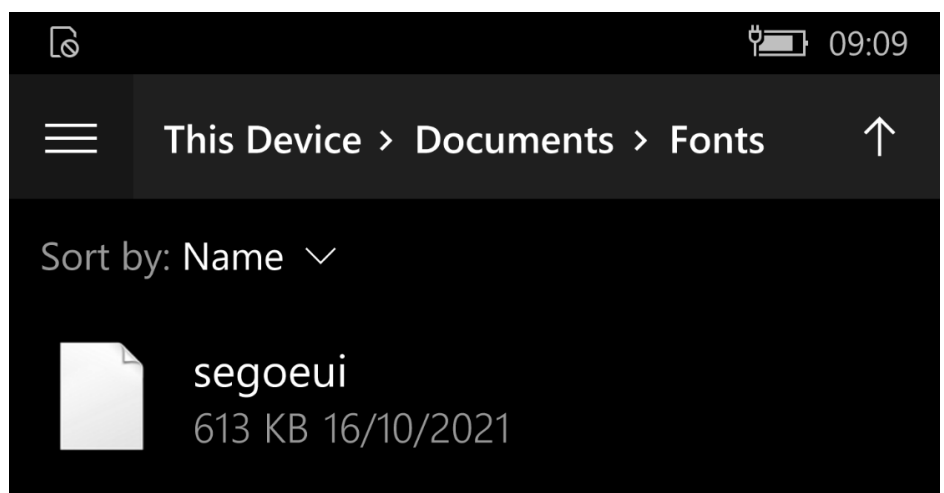 09:09
This Device > Documents > Fonts
Sort by: Name
segoeui
613 KB 16/10/2021